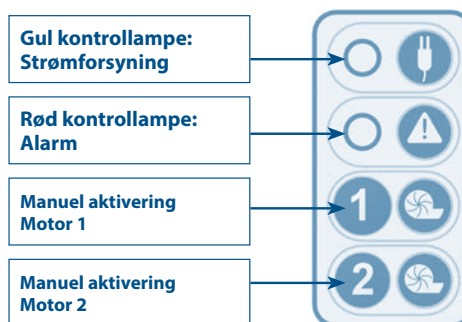 Gul kontrollampe:
Strømforsyning
Rød kontrollampe:
Alarm
Manuel aktivering
Motor 1
1
Manuel aktivering
Motor 2
2